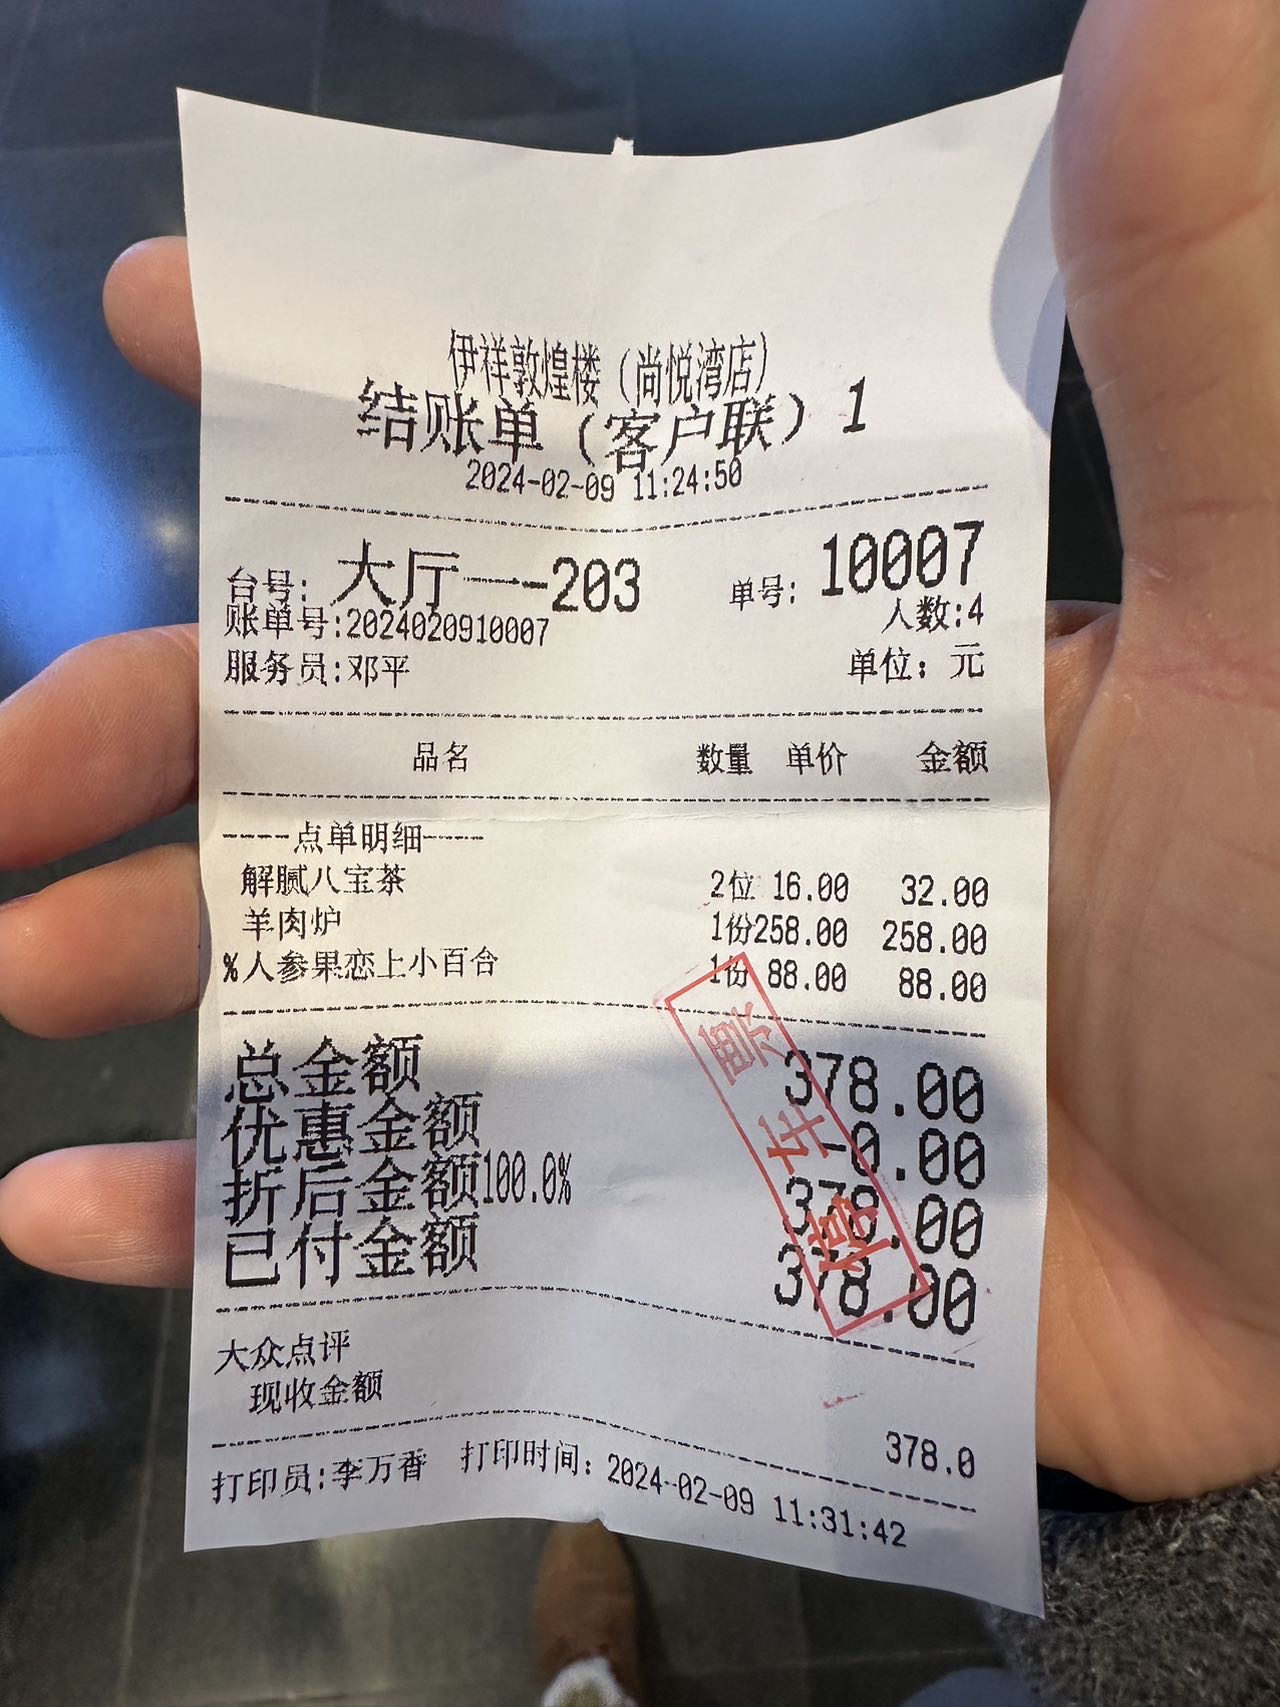 伊祥敦煌楼（尚悦湾店）
结账单（客户联）1
2024-02-09 11:24:50
台号: 大厅——203 单号: 10007
账单号:2024020910007 人数:4
服务员:邓平 单位: 元
品名 数量 单价 金额
----点单明细----
解腻八宝茶 2位 16.00 32.00
羊肉炉 1份258.00 258.00
%人参果恋上小百合 1份 88.00 88.00
总金额 378.00
优惠金额 -0.00
折后金额100.0% 378.00
已付金额 378.00
停车票
大众点评
现收金额 378.0
打印员:李万香 打印时间: 2024-02-09 11:31:42